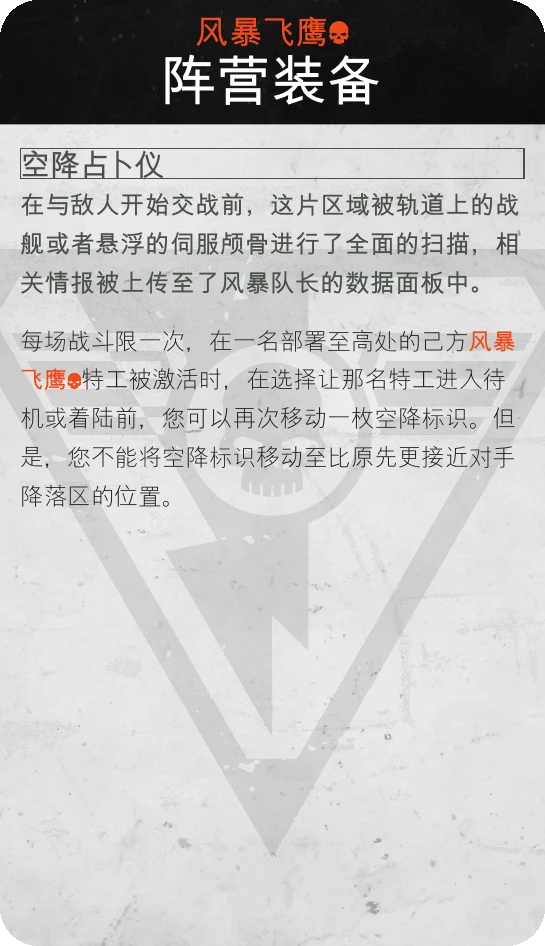 风暴飞鹰
阵营装备
空降占卜仪
在与敌人开始交战前，这片区域被轨道上的战
舰或者悬浮的伺服颅骨进行了全面的扫描，相
关情报被上传至了风暴队长的数据面板中。
每场战斗限一次，在一名部署至高处的己方风暴
飞鹰特工被激活时，在选择让那名特工进入待
机或着陆前，您可以再次移动一枚空降标识。但
是，您不能将空降标识移动至比原先更接近对手
降落区的位置。